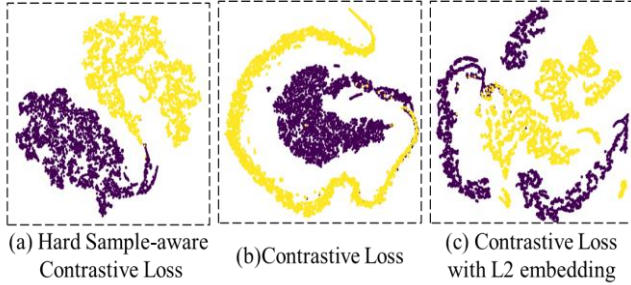 (a) Hard Sample-aware
Contrastive Loss
(b)Contrastive Loss
(c) Contrastive Loss
with L2 embedding